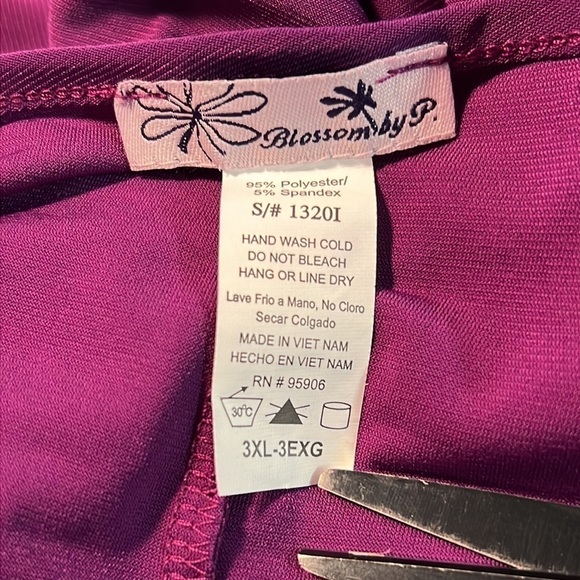 Blossom by P.
95% Polyester/
5% Spandex
S/# 1320I
HAND WASH COLD
DO NOT BLEACH
HANG OR LINE DRY
Lave Frio a Mano, No Cloro
Secar Colgado
MADE IN VIET NAM
HECHO EN VIET NAM
RN # 95906
30°C
3XL-3EXG